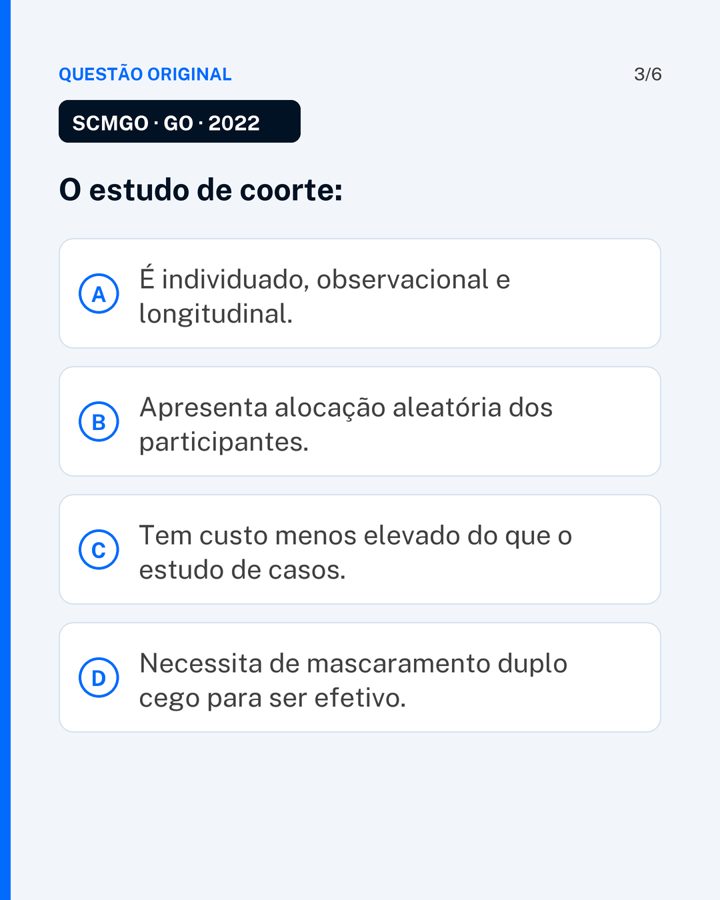 QUESTÃO ORIGINAL
3/6
SCMGO · GO · 2022
O estudo de coorte:
A
É individuado, observacional e
longitudinal.
B
Apresenta alocação aleatória dos
participantes.
C
Tem custo menos elevado do que o
estudo de casos.
D
Necessita de mascaramento duplo
cego para ser efetivo.